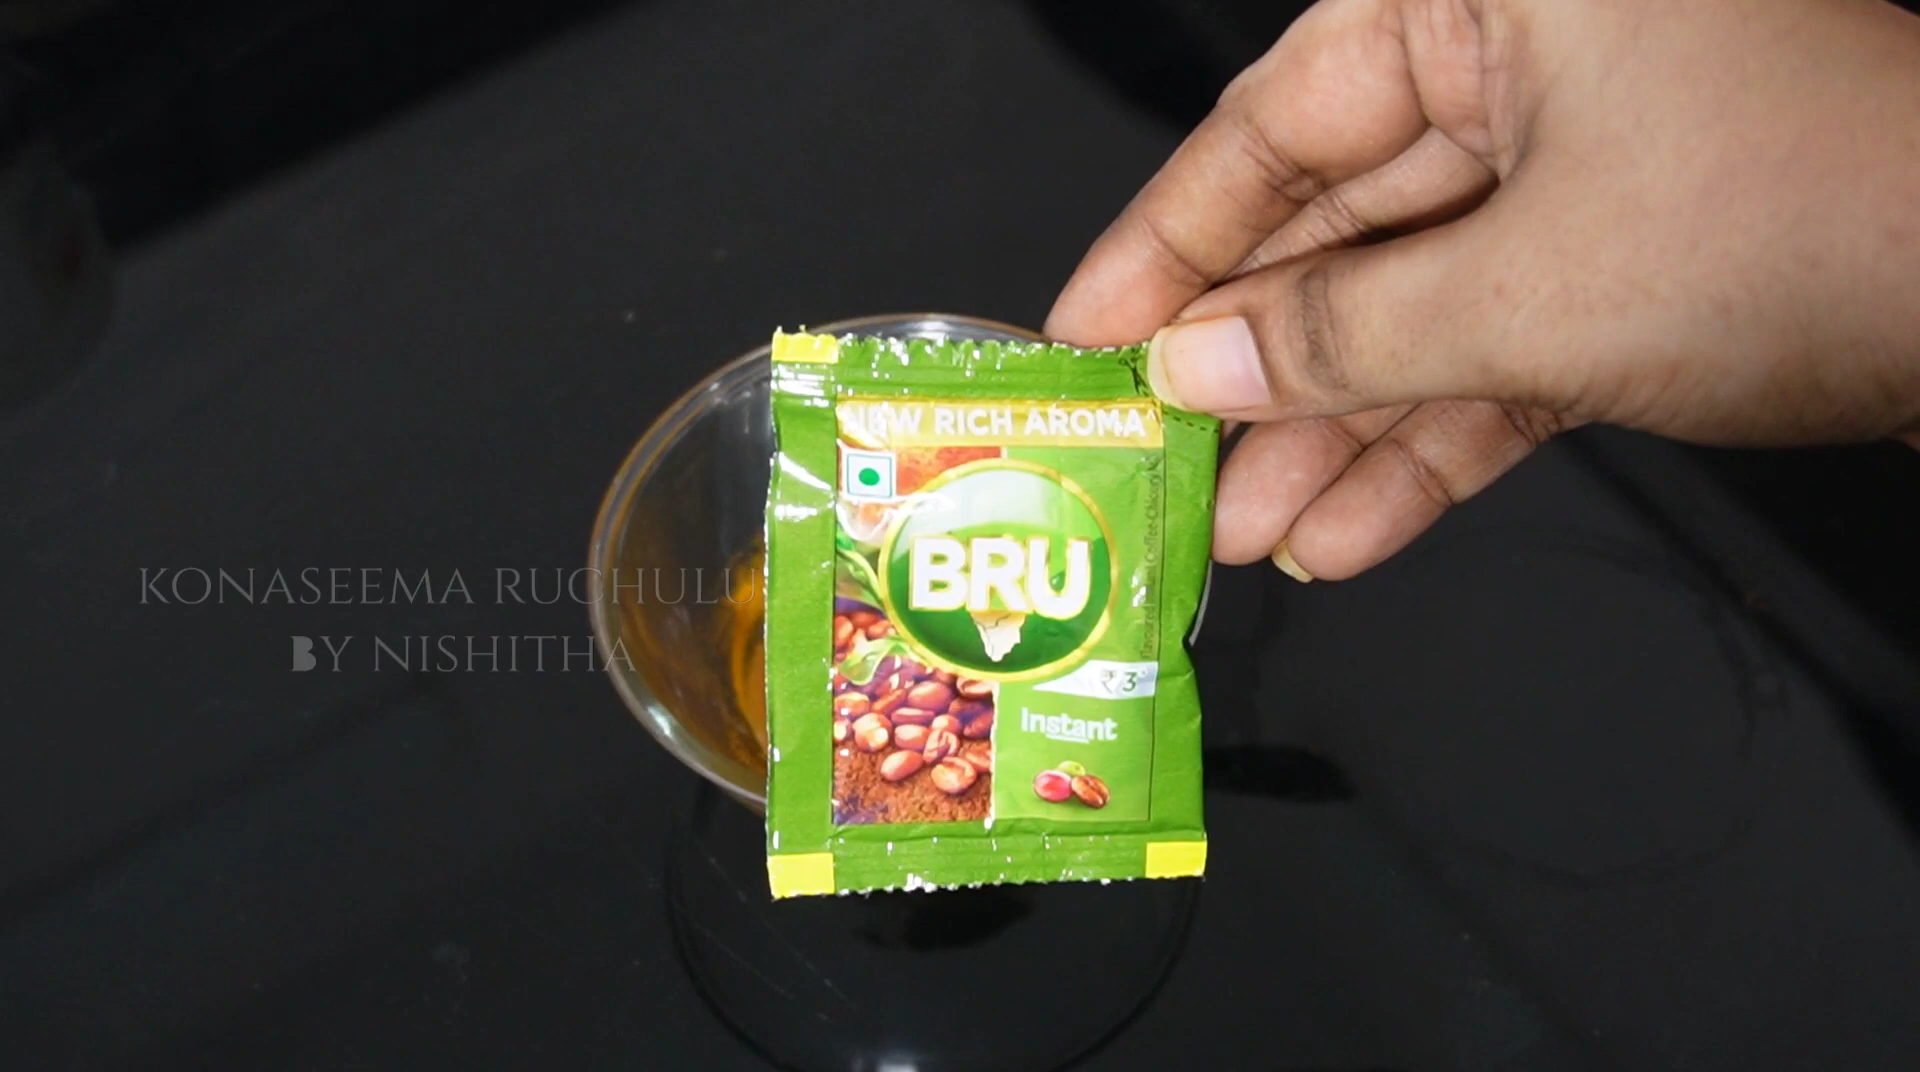 NEW RICH AROMA^
BRU
₹3
Instant
KONASEEMA RUCHULU
BY NISHITHA